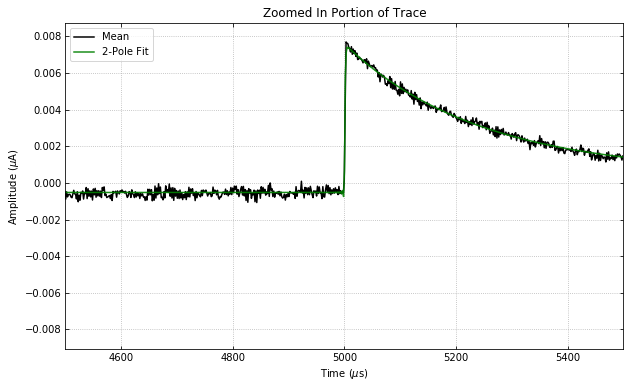 Zoomed In Portion of Trace
Mean
2-Pole Fit
0.008
0.006
0.004
0.002
0.000
−0.002
−0.004
−0.006
−0.008
Amplitude (μA)
4600 4800 5000 5200 5400
Time (μs)